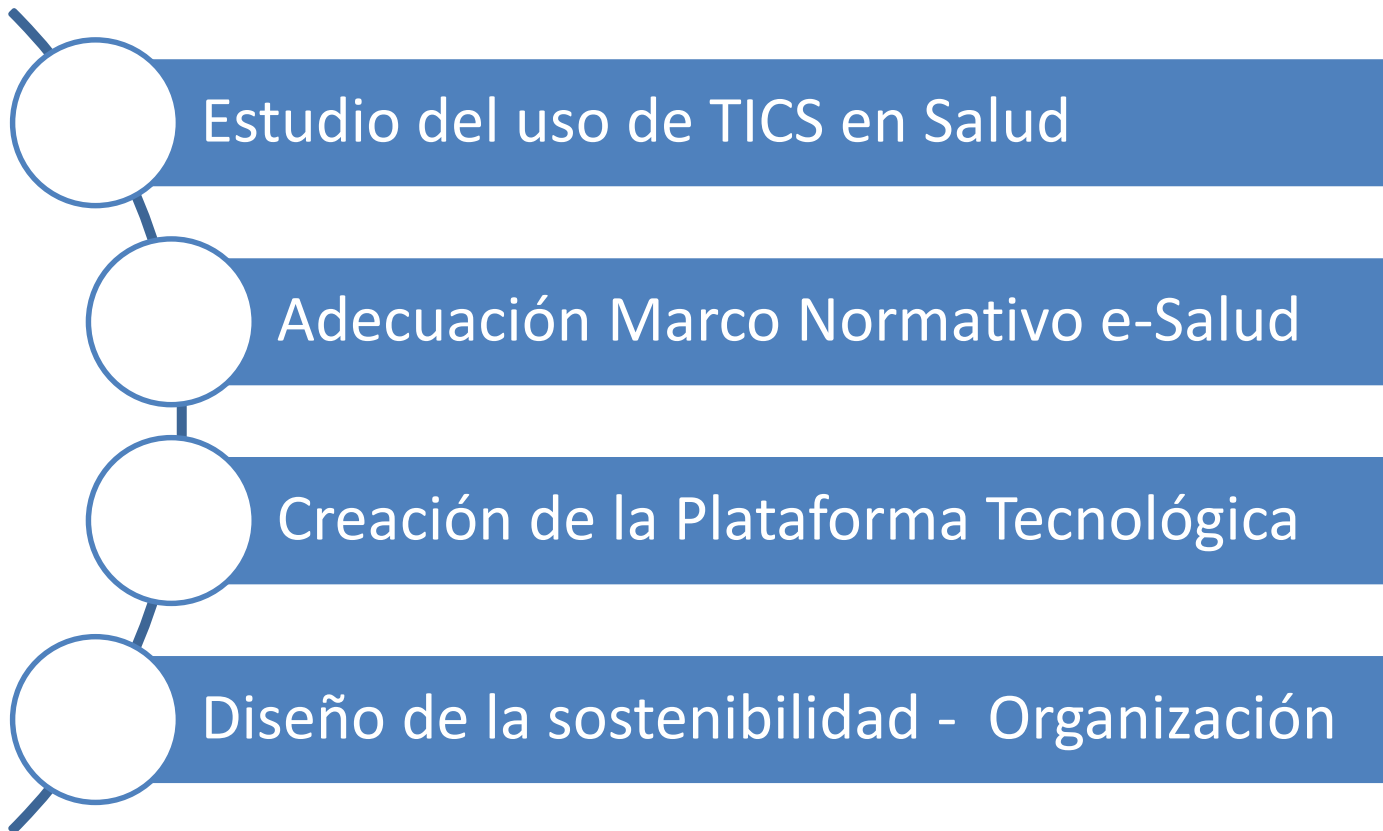 Estudio del uso de TICS en Salud
Adecuación Marco Normativo e-Salud
Creación de la Plataforma Tecnológica
Diseño de la sostenibilidad - Organización